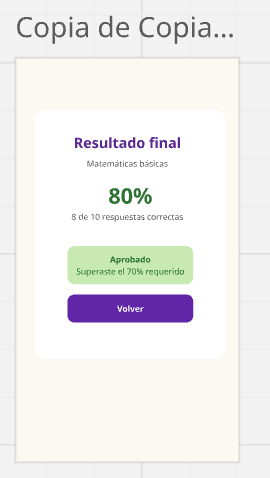 Copia de Copia...
Resultado final
Matemáticas básicas
80%
8 de 10 respuestas correctas
Aprobado
Superaste el 70% requerido
Volver